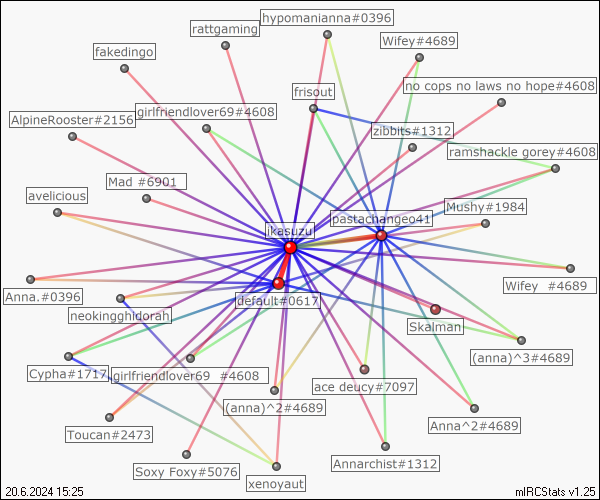 hypomanianna#0396
rattgaming
Wifey#4689
fakedingo
no cops no laws no hope#4608
frisout
girlfriendlover69#4608
AlpineRooster#2156
zibbits#1312
ramshackle gorey#4608
Mad #6901
avelicious
Mushy#1984
pastachangeo41
ikasuzu
Wifey #4689
Anna.#0396
default#0617
neokingghidorah
Skalman
(anna)^3#4689
Cypha#1717
girlfriendlover69 #4608
ace deucy#7097
(anna)^2#4689
Anna^2#4689
Toucan#2473
Annarchist#1312
Soxy Foxy#5076
xenoyaut
20.6.2024 15:25
mIRCStats v1.25